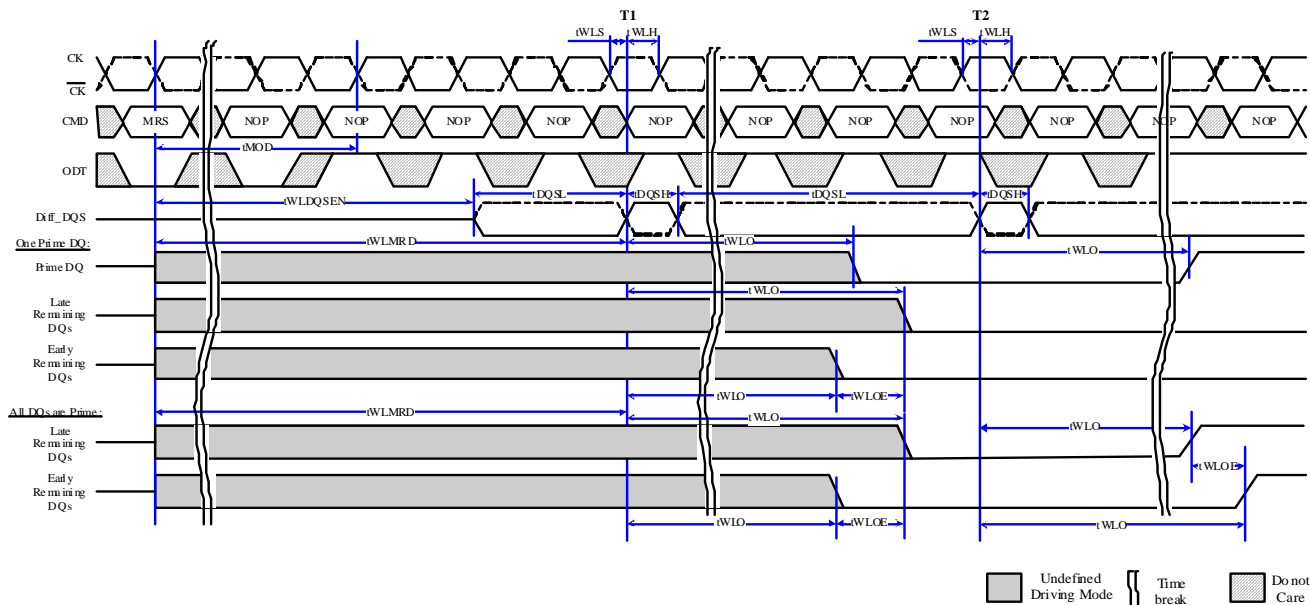 T1 T2
tWLS tWLH tWLS tWLH
CK
CK
CMD MRS NOP NOP NOP NOP NOP NOP NOP NOP NOP NOP NOP
tMOD
ODT
tWLDQSEN tDQSL tDQSH tDQSL tDQSH
Diff_DQS
One Prime DQ: tWLMRD tWLO tWLO
Prime DQ
Late tWLO
Remaining
DQs
Early
Remaining
DQs
tWLO tWLOE
All DQs are Prime: tWLMRD tWLO
Late tWLO
Remaining
DQs
tWLOE
Early
Remaining
DQs
tWLO tWLOE tWLO
Undefined
Driving Mode
Time
break
Do not
Care